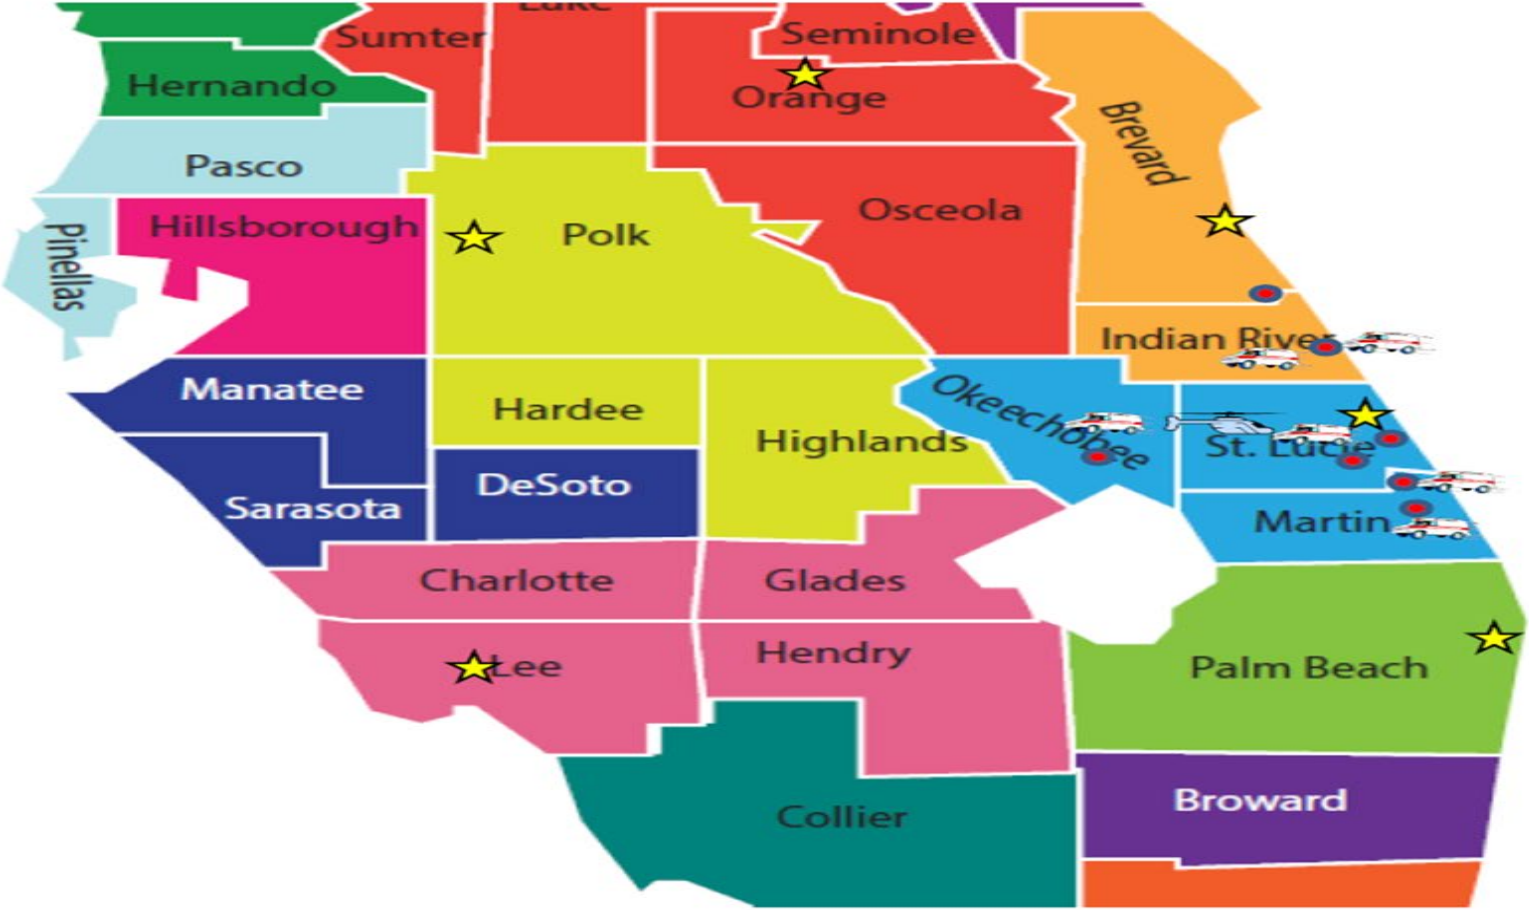 Lake
Sumter
Seminole
Hernando
Orange
Brevard
Pasco
Osceola
Hillsborough
Polk
Pinellas
Indian River
Manatee
Hardee
Okeechobee
Highlands
St. Lucie
DeSoto
Sarasota
Martin
Charlotte
Glades
Hendry
Lee
Palm Beach
Broward
Collier